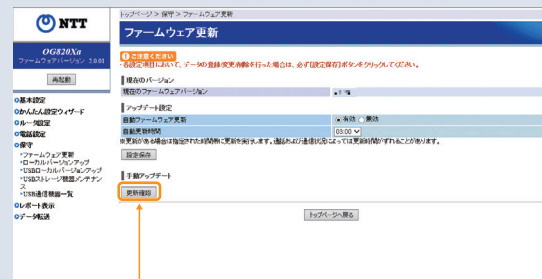 NTT
OG820Xa
ファームウェアバージョン 2.0.01
再起動
基本設定
かんたん設定ウィザード
ルータ設定
電話設定
保守
・ファームウェア更新
・ローカルバージョンアップ
・USBローカルバージョンアップ
・USBストレージ機器メンテナン
ス
・USB通信機器一覧
レポート表示
データ転送
トップページ > 保守 > ファームウェア更新
ファームウェア更新
ご注意ください
・各設定項目において、データの登録/変更/削除を行った場合は、必ず[設定保存]ボタンをクリックしてください。
現在のバージョン
現在のファームウェアバージョン
アップデート設定
自動ファームウェア更新 有効 無効
自動更新時間 03:00
※更新がある場合は指定された時間帯に更新を実行します。通話および通信状況によっては更新時間がずれることがあります。
設定保存
手動アップデート
更新確認
トップページへ戻る